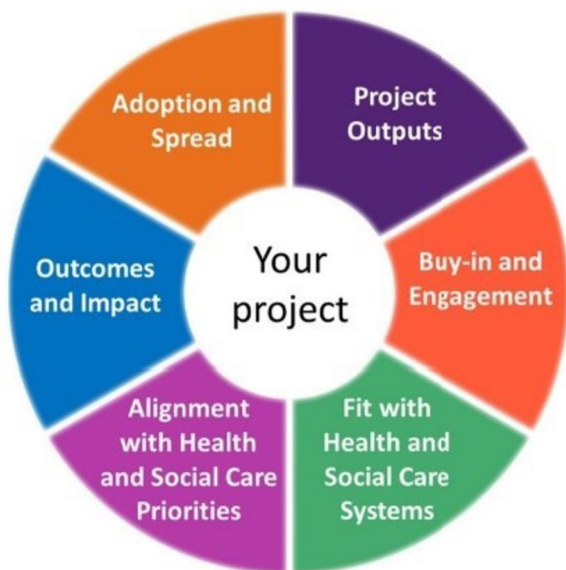 Adoption and
Spread
Project
Outputs
Buy-in and
Engagement
Fit with
Health and
Social Care
Systems
Alignment
with Health
and Social Care
Priorities
Outcomes
and Impact
Your
project